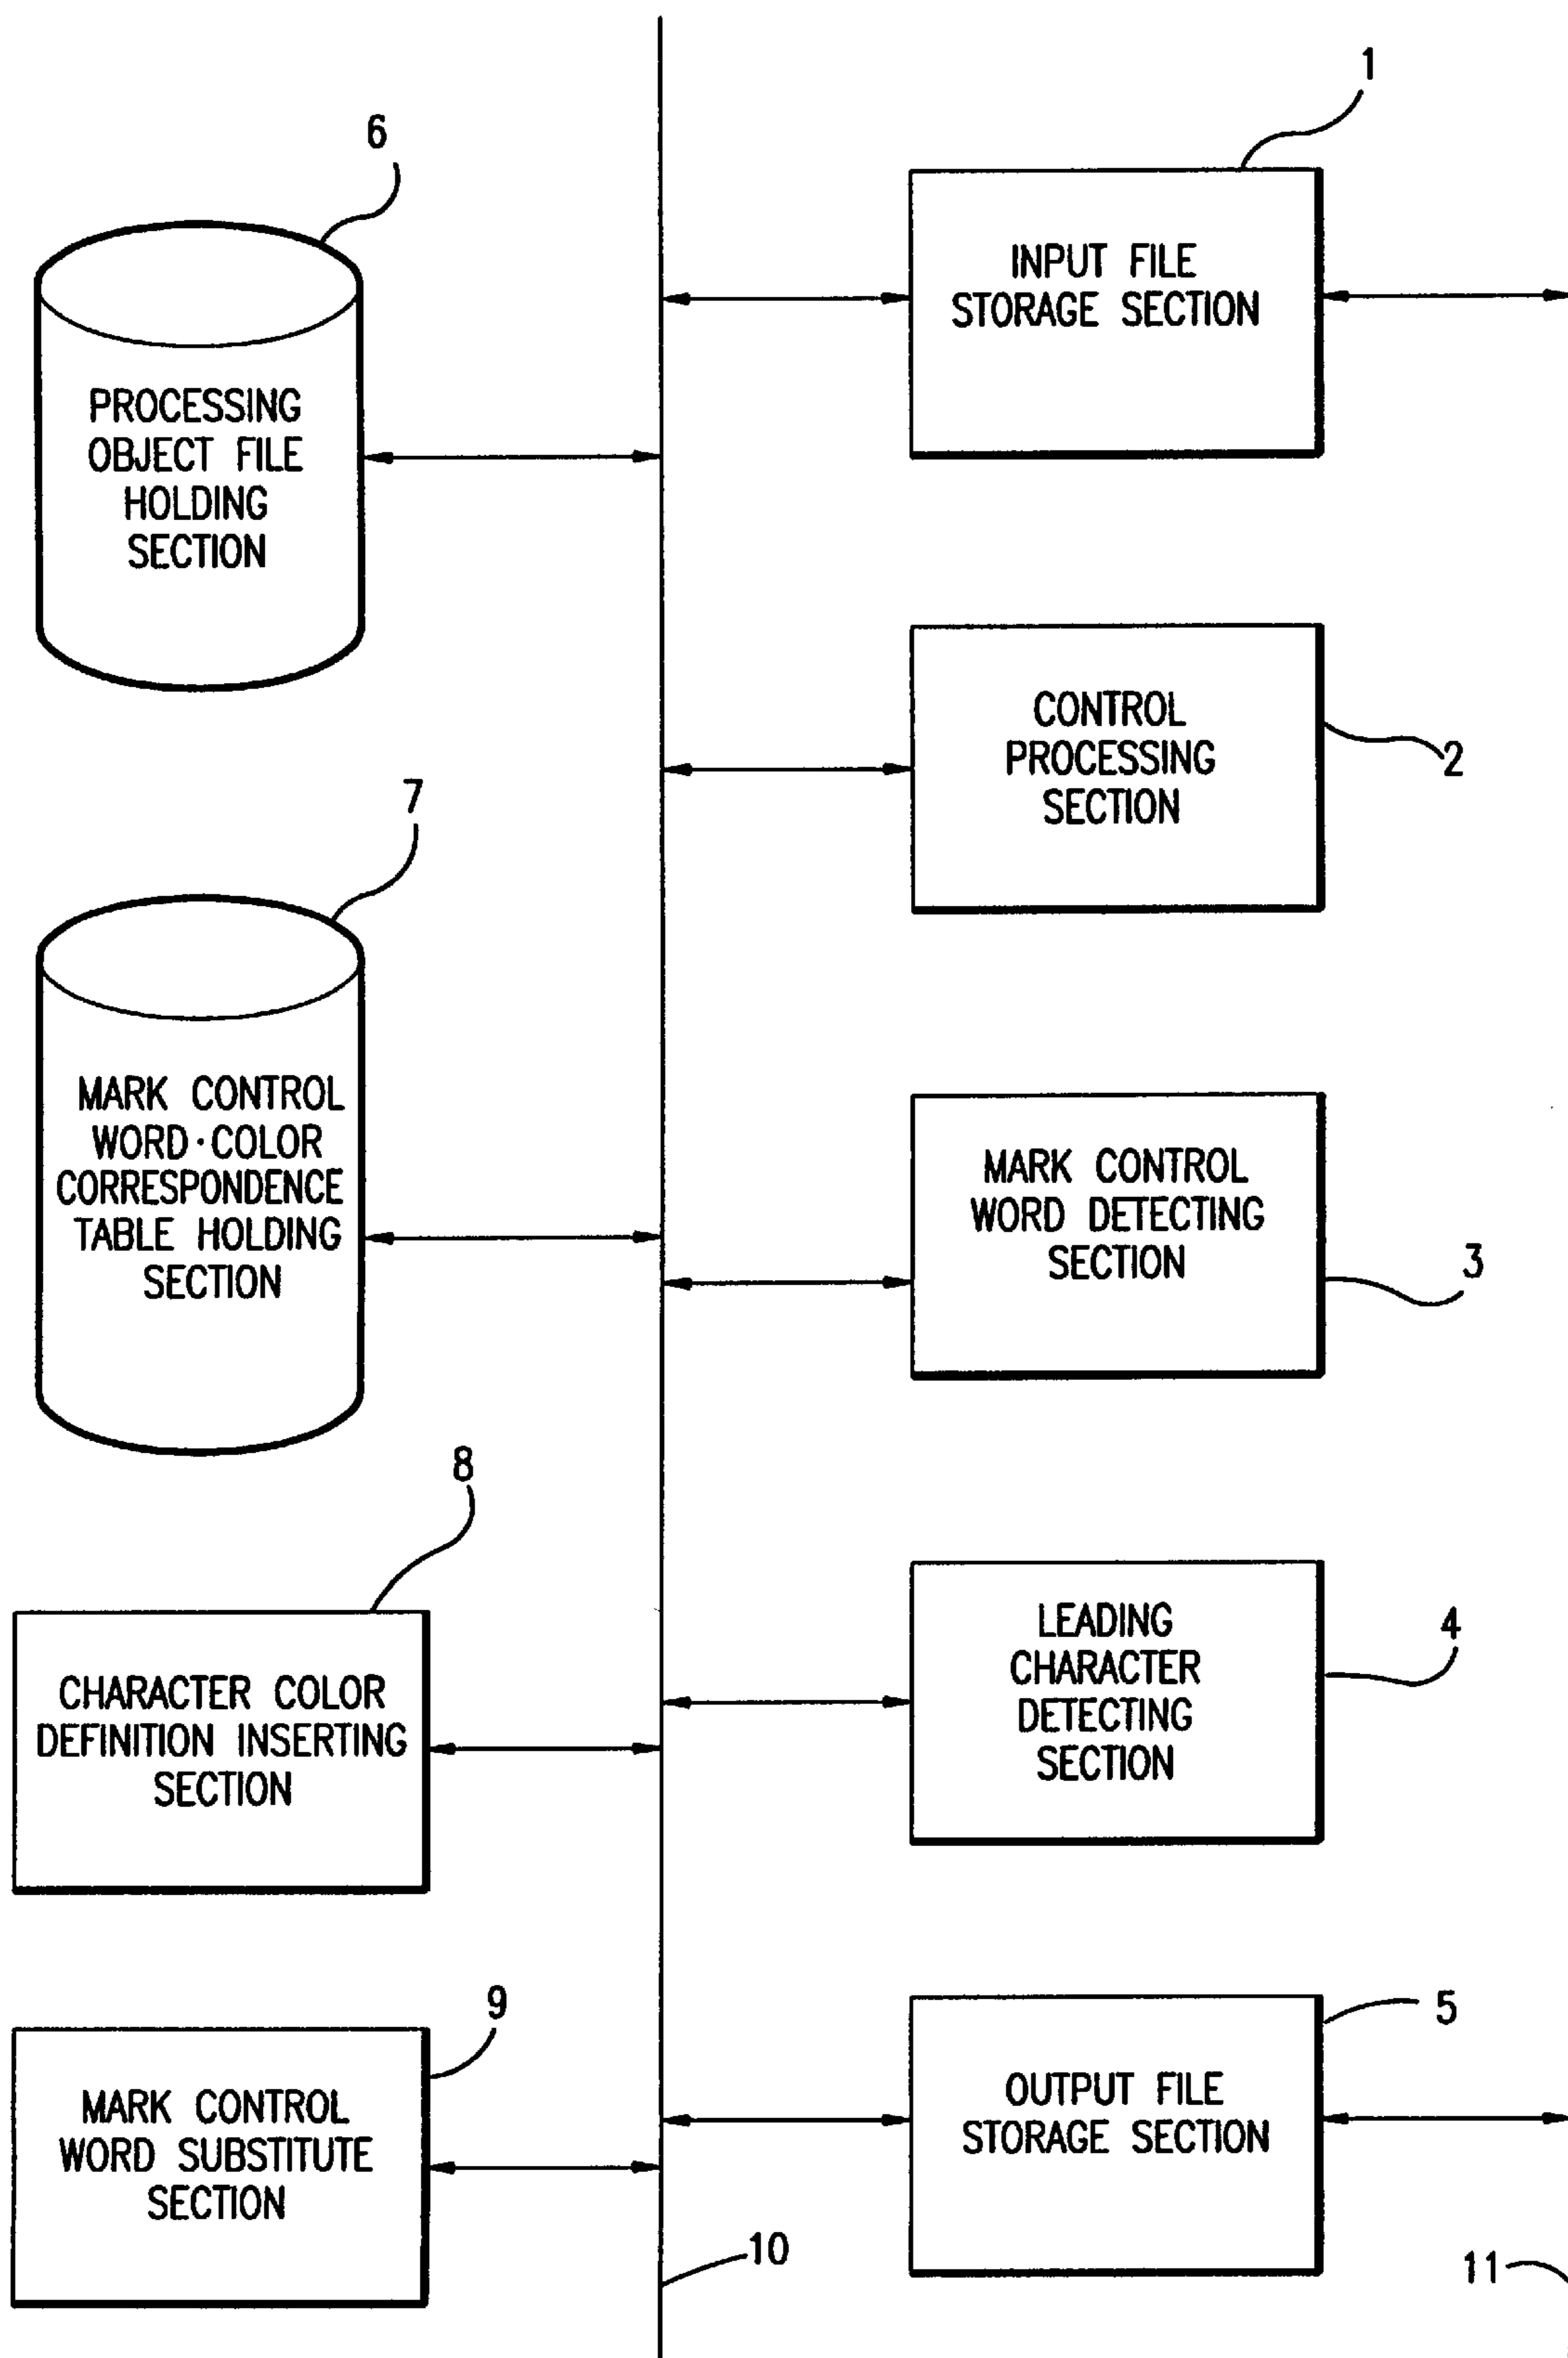 1
INPUT FILE
STORAGE SECTION
6
PROCESSING
OBJECT FILE
HOLDING
SECTION
CONTROL
PROCESSING
SECTION
2
7
MARK CONTROL
WORD·COLOR
CORRESPONDENCE
TABLE HOLDING
SECTION
MARK CONTROL
WORD DETECTING
SECTION
3
8
CHARACTER COLOR
DEFINITION INSERTING
SECTION
LEADING
CHARACTER
DETECTING
SECTION
4
9
MARK CONTROL
WORD SUBSTITUTE
SECTION
5
OUTPUT FILE
STORAGE SECTION
10
11